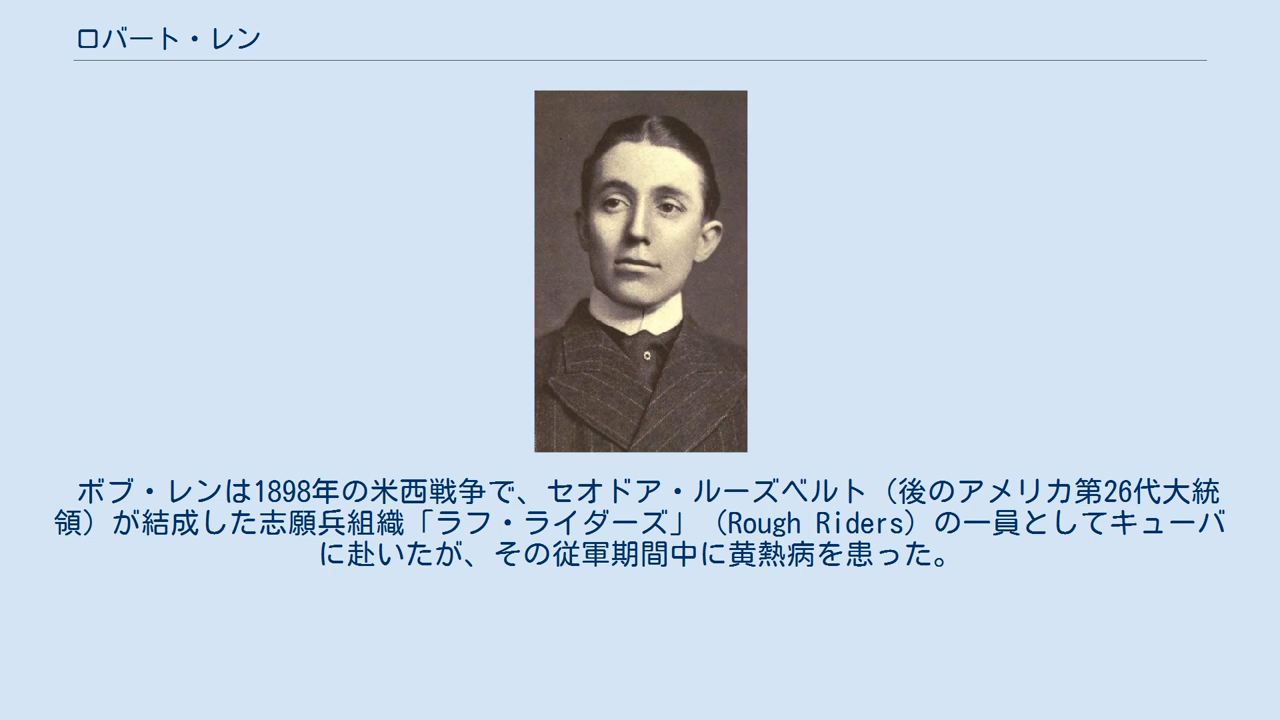 ロバート・レン
ボブ・レンは1898年の米西戦争で、セオドア・ルーズベルト（後のアメリカ第26代大統
領）が結成した志願兵組織「ラフ・ライダーズ」（Rough Riders）の一員としてキューバ
に赴いたが、その従軍期間中に黄熱病を患った。